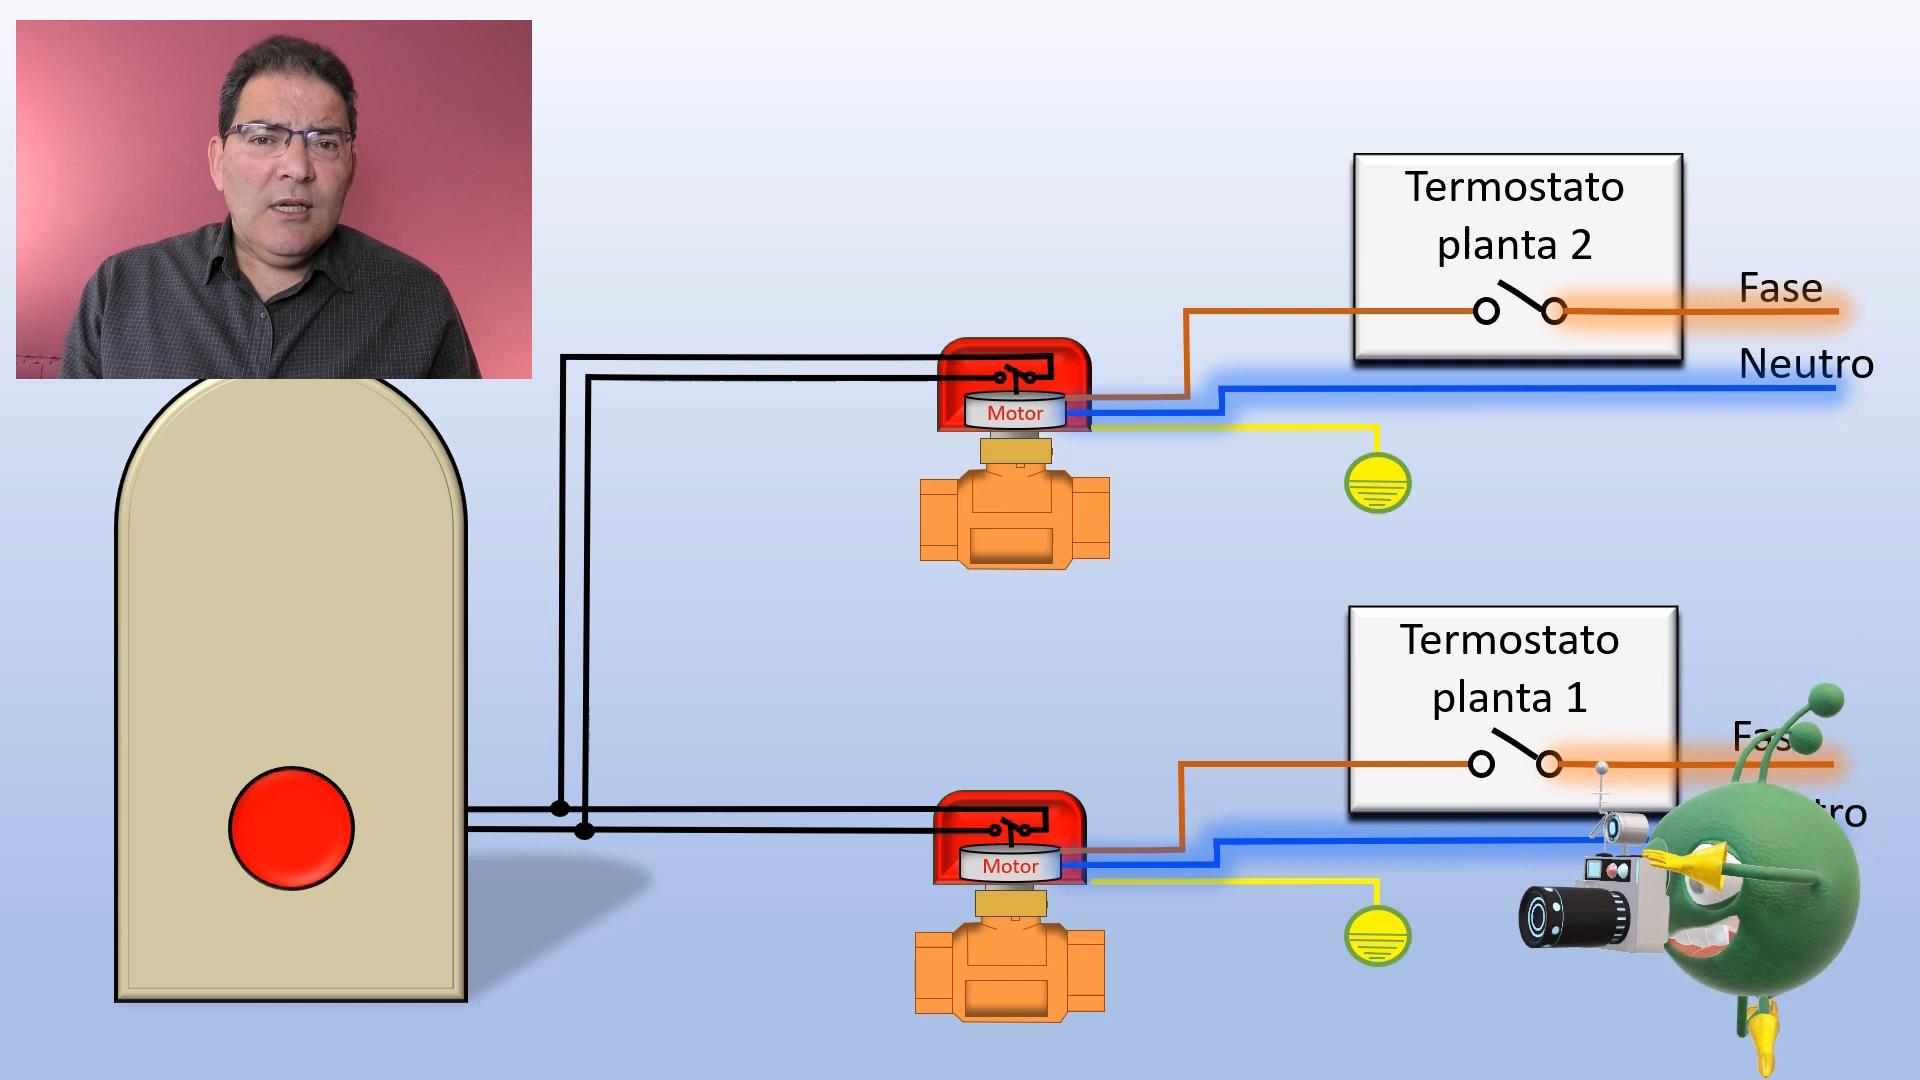 Termostato
planta 2
Fase
Neutro
Motor
Termostato
planta 1
Motor